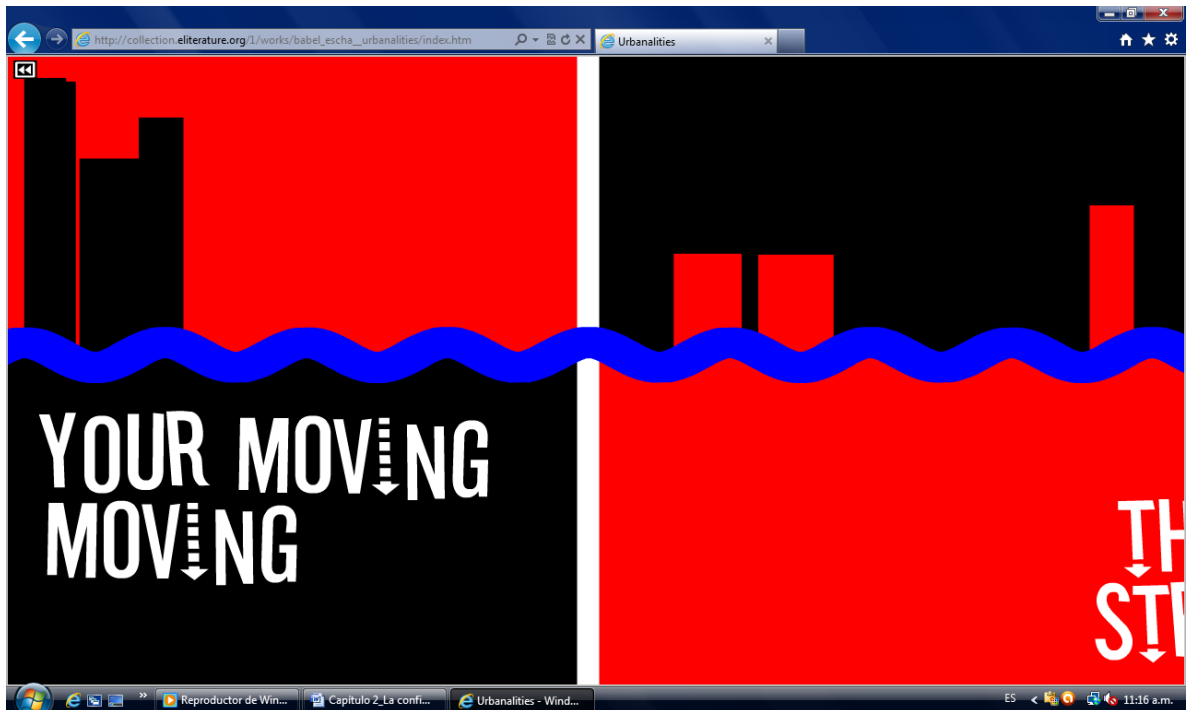 http://collection.eliterature.org/1/works/babel_escha__urbanalities/index.htm
Urbanalities
YOUR MOVING
MOVING
TH
ST
Reproductor de Win...
Capítulo 2_La confi...
Urbanalities - Wind...
ES
11:16 a.m.